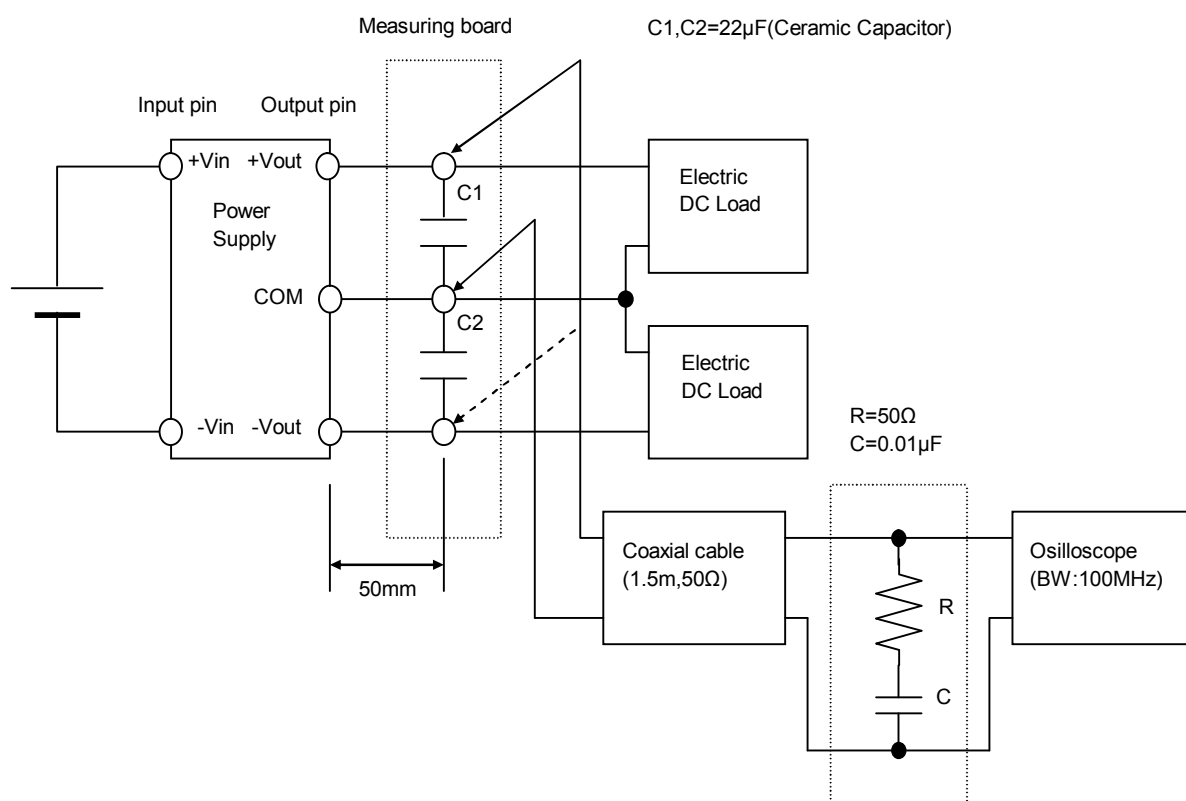 Measuring board
C1,C2=22µF(Ceramic Capacitor)
Input pin
Output pin
+Vin
+Vout
C1
Electric
DC Load
Power
Supply
COM
C2
Electric
DC Load
-Vin
-Vout
R=50Ω
C=0.01µF
50mm
Coaxial cable
(1.5m,50Ω)
R
C
Osilloscope
(BW:100MHz)